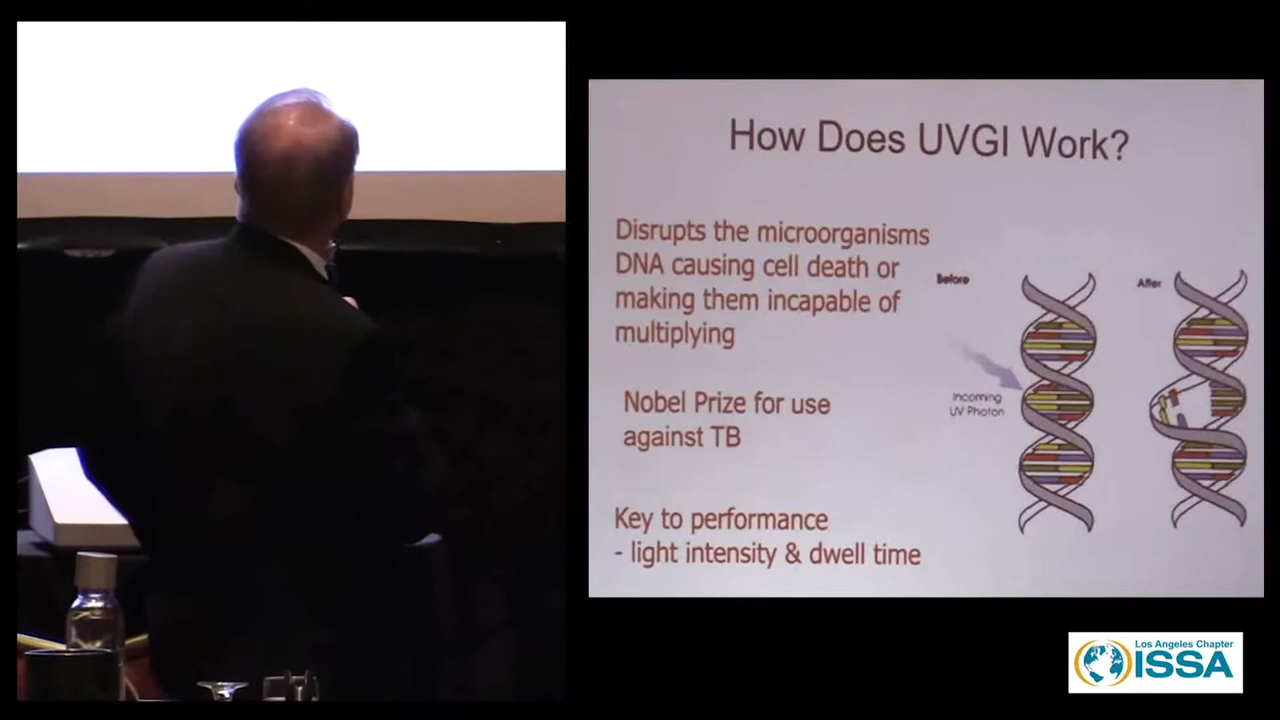 How Does UVGI Work?
Disrupts the microorganisms
DNA causing cell death or
making them incapable of
multiplying
Nobel Prize for use
against TB
Key to performance
- light intensity & dwell time
Before
After
Incoming
UV Photon
Los Angeles Chapter
ISSA